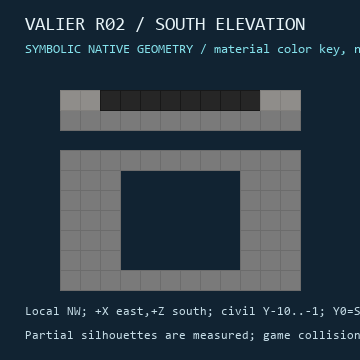 VALIER R02 / SOUTH ELEVATION
SYMBOLIC NATIVE GEOMETRY / material color key, n
Local NW; +X east,+Z south; civil Y-10..-1; Y0=S
Partial silhouettes are measured; game collision